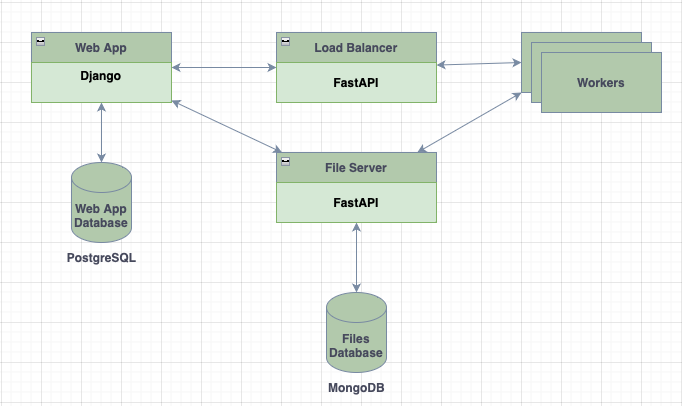 Web App
Django
Load Balancer
FastAPI
Workers
File Server
FastAPI
Web App
Database
PostgreSQL
Files
Database
MongoDB